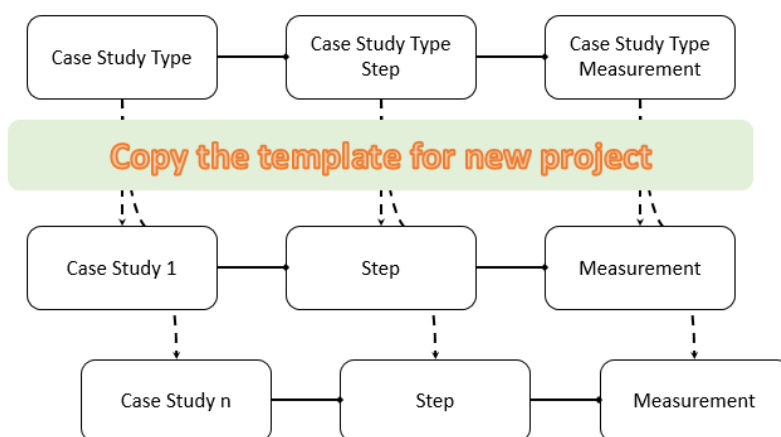 Case Study Type
Case Study Type
Step
Case Study Type
Measurement
Copy the template for new project
Case Study 1
Step
Measurement
Case Study n
Step
Measurement